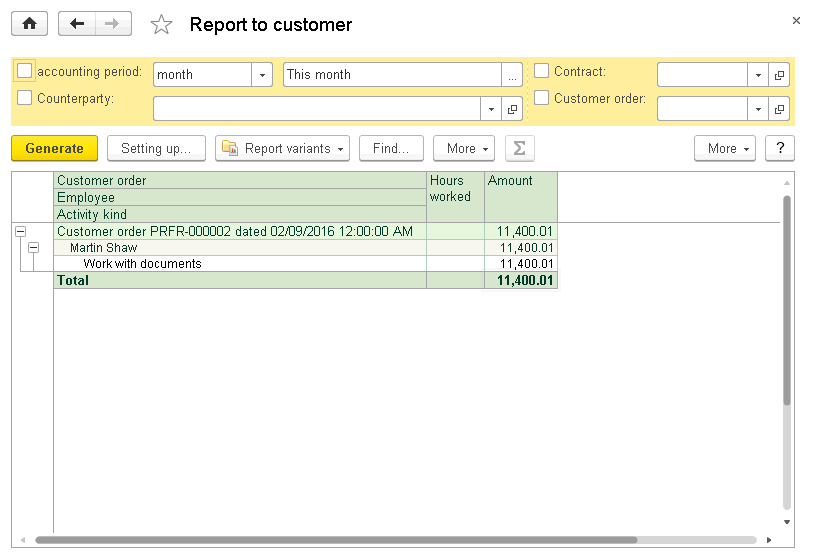 Report to customer
×
accounting period: month This month ... Contract:
Counterparty: Customer order:
Generate Setting up... Report variants Find... More Σ More ?
Customer order Hours worked Amount
Employee
Activity kind
Customer order PRFR-000002 dated 02/09/2016 12:00:00 AM 11,400.01
Martin Shaw 11,400.01
Work with documents 11,400.01
Total 11,400.01